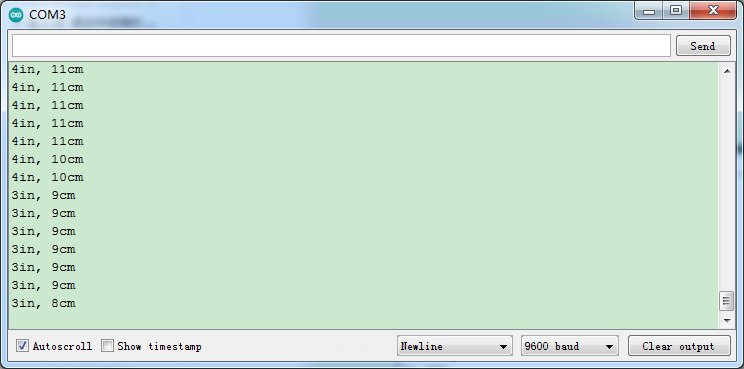 COM3
Send
4in, 11cm
4in, 11cm
4in, 11cm
4in, 11cm
4in, 11cm
4in, 10cm
4in, 10cm
3in, 9cm
3in, 9cm
3in, 9cm
3in, 9cm
3in, 9cm
3in, 9cm
3in, 8cm
Autoscroll Show timestamp Newline 9600 baud Clear output